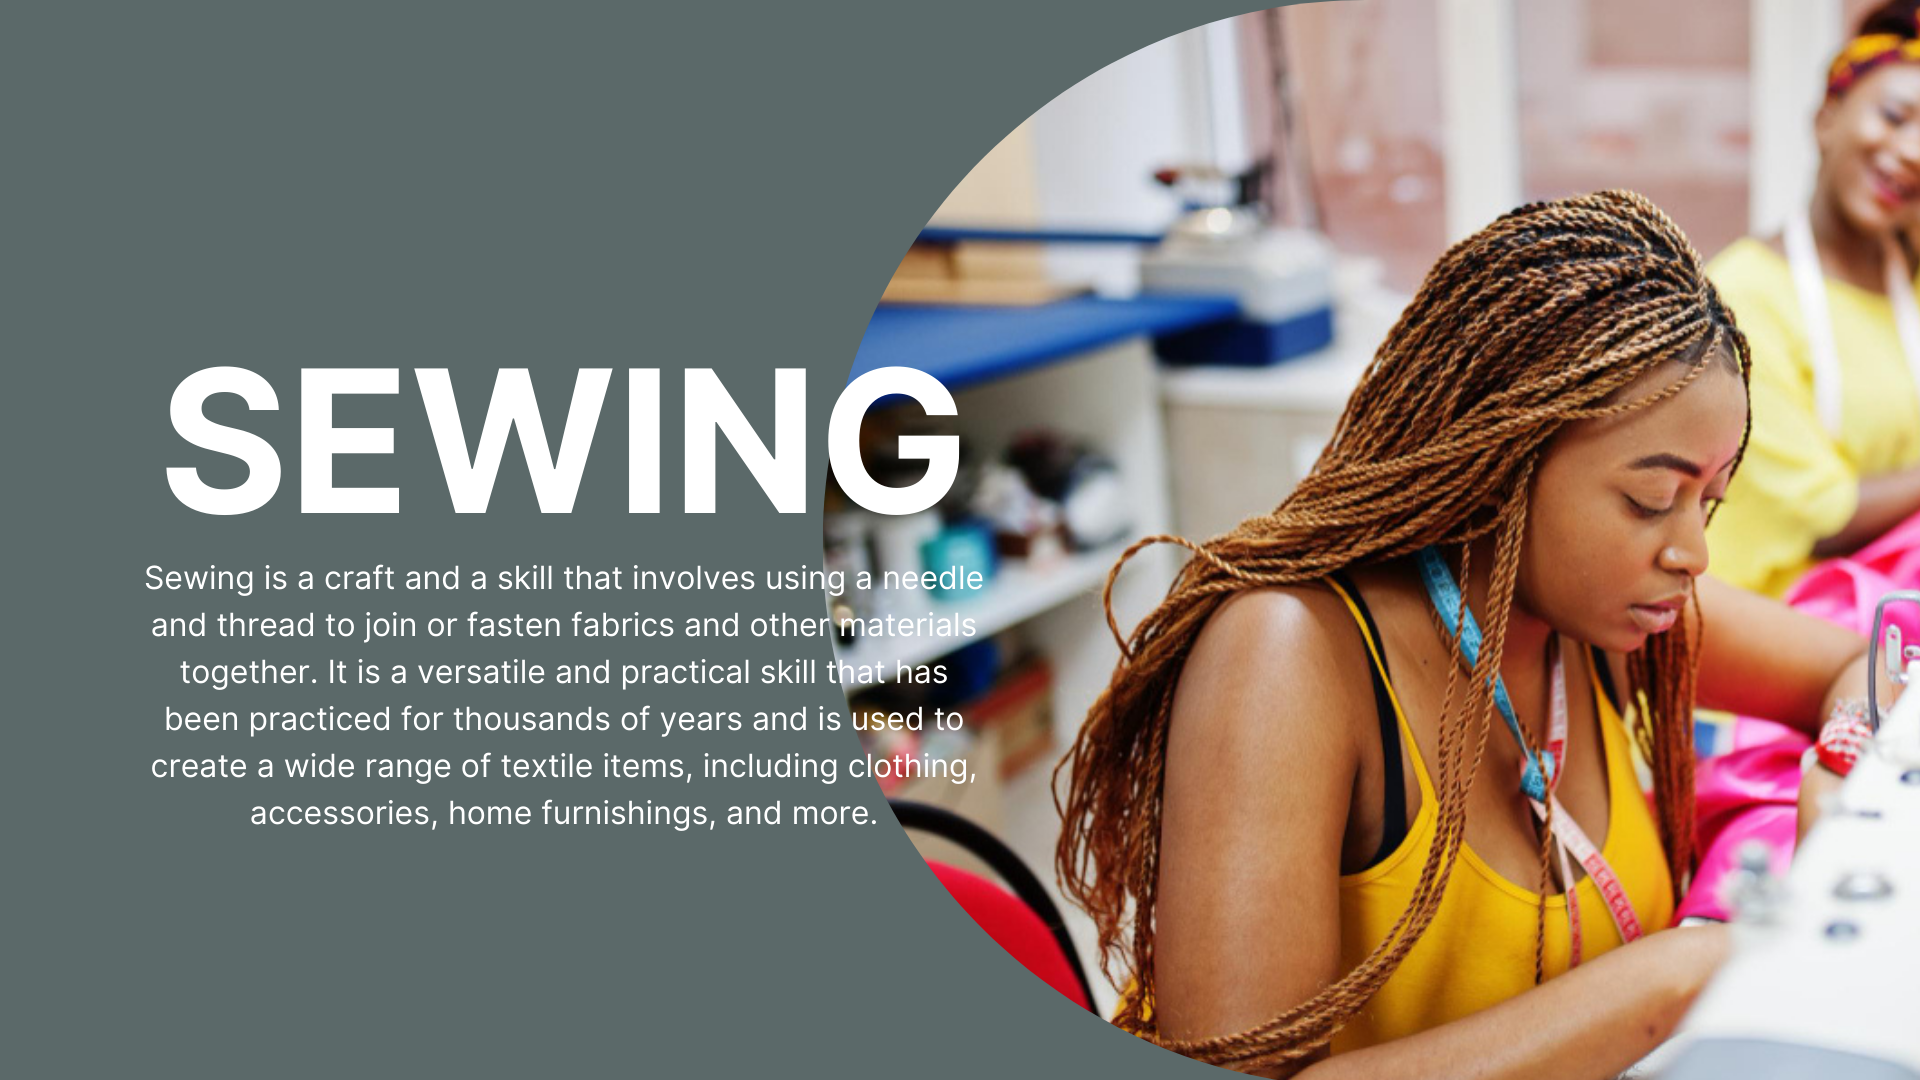 SEWING
Sewing is a craft and a skill that involves using a needle
and thread to join or fasten fabrics and other materials
together. It is a versatile and practical skill that has
been practiced for thousands of years and is used to
create a wide range of textile items, including clothing,
accessories, home furnishings, and more.